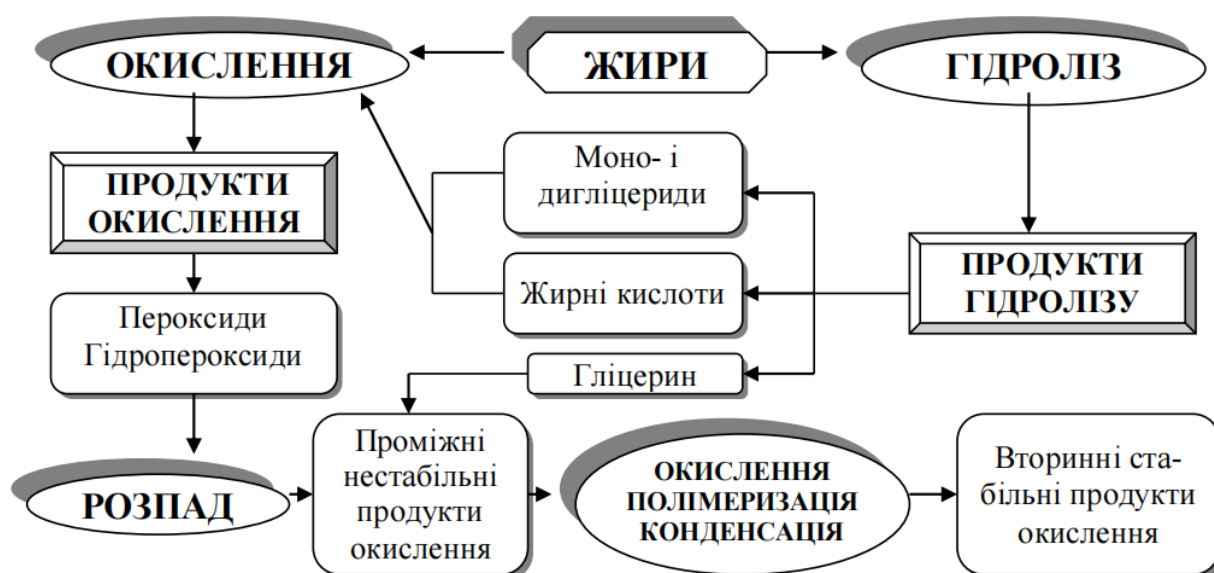 ОКИСЛЕННЯ
ЖИРИ
ГІДРОЛІЗ
ПРОДУКТИ
ОКИСЛЕННЯ
Моно- і
дигліцериди
ПРОДУКТИ
ГІДРОЛІЗУ
Жирні кислоти
Пероксиди
Гідропероксиди
Гліцерин
РОЗПАД
Проміжні
нестабільні
продукти
окислення
ОКИСЛЕННЯ
ПОЛІМЕРИЗАЦІЯ
КОНДЕНСАЦІЯ
Вторинні ста-
більні продукти
окислення